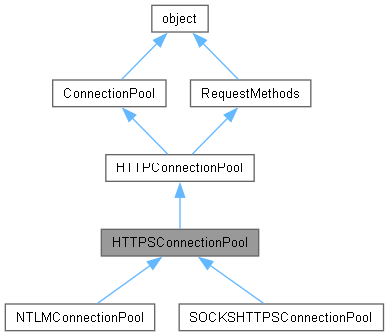 object
ConnectionPool
RequestMethods
HTTPConnectionPool
HTTPSConnectionPool
NTLMConnectionPool
SOCKSHTTPSConnectionPool